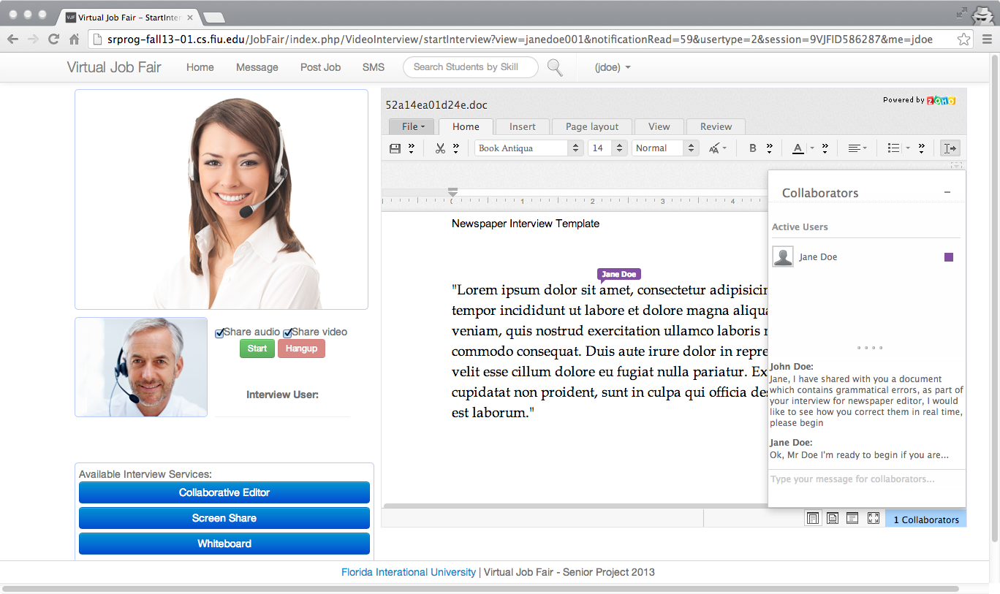 VJF Virtual Job Fair - StartInter
srprog-fall13-01.cs.fiu.edu/JobFair/index.php/VideoInterview/startInterview?view=janedoe001&notificationRead=59&usertype=2&session=9VJFID586287&me=jdoe
Virtual Job Fair Home Message Post Job SMS Search Students by Skill (jdoe)
52a14ea01d24e.doc
Powered by ZOHO
File Home Insert Page layout View Review
Book Antiqua 14 Normal B A
0 1 2 3 4
Newspaper Interview Template
Jane Doe
"Lorem ipsum dolor sit amet, consectetur adipisicin
tempor incididunt ut labore et dolore magna aliqua
veniam, quis nostrud exercitation ullamco laboris n
commodo consequat. Duis aute irure dolor in repre
velit esse cillum dolore eu fugiat nulla pariatur. Ex
cupidatat non proident, sunt in culpa qui officia des
est laborum."
Collaborators
Active Users
Jane Doe
John Doe:
Jane, I have shared with you a document
which contains grammatical errors, as part of
your interview for newspaper editor, I would
like to see how you correct them in real time,
please begin
Jane Doe:
Ok, Mr Doe I'm ready to begin if you are...
Type your message for collaborators...
1 Collaborators
Share audio Share video
Start Hangup
Interview User:
Available Interview Services:
Collaborative Editor
Screen Share
Whiteboard
Florida Interational University | Virtual Job Fair - Senior Project 2013